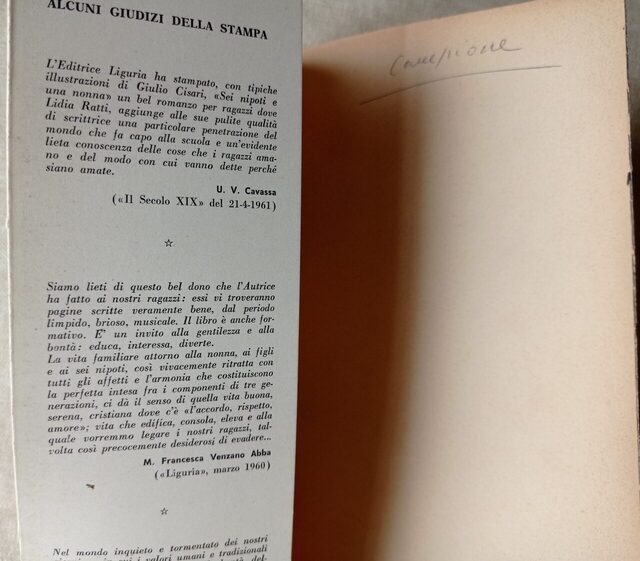 ALCUNI GIUDIZI DELLA STAMPA
L'Editrice Liguria ha stampato, con tipiche
illustrazioni di Giulio Cisari, «Sei nipoti e
una nonna» un bel romanzo per ragazzi dove
Lidia Ratti, aggiunge alle sue pulite qualità
di scrittrice una particolare penetrazione del
mondo che fa capo alla scuola e un'evidente
lieta conoscenza delle cose che i ragazzi ama-
no e del modo con cui vanno dette perché
siano amate.
U. V. Cavassa
(«Il Secolo XIX» del 21-4-1961)
☆
Siamo lieti di questo bel dono che l'Autrice
ha fatto ai nostri ragazzi: essi vi troveranno
pagine scritte veramente bene, dal periodo
limpido, brioso, musicale. Il libro è anche for-
mativo. E' un invito alla gentilezza e alla
bontà: educa, interessa, diverte.
La vita familiare attorno alla nonna, ai figli
e ai sei nipoti, così vivacemente ritratta con
tutti gli affetti e l'armonia che costituiscono
la perfetta intesa fra i componenti di tre ge-
nerazioni, ci dà il senso di quella vita buona,
serena, cristiana dove c'è «l'accordo, rispetto,
amore»; vita che edifica, consola, eleva e alla
quale vorremmo legare i nostri ragazzi, tal-
volta così precocemente desiderosi di evadere...
M. Francesca Venzano Abba
(«Liguria», marzo 1960)
☆
Nel mondo inquieto e tormentato dei nostri
in cui i valori umani e tradizionali
Campione